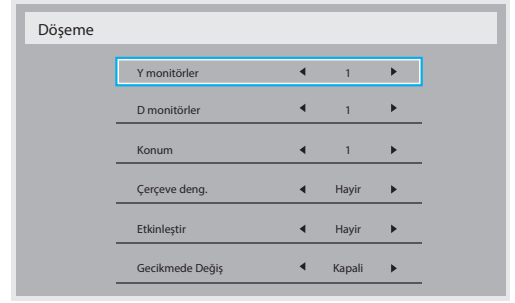 Döşeme
Y monitörler 1
D monitörler 1
Konum 1
Çerçeve deng. Hayir
Etkinleştir Hayir
Gecikmede Değiş Kapali